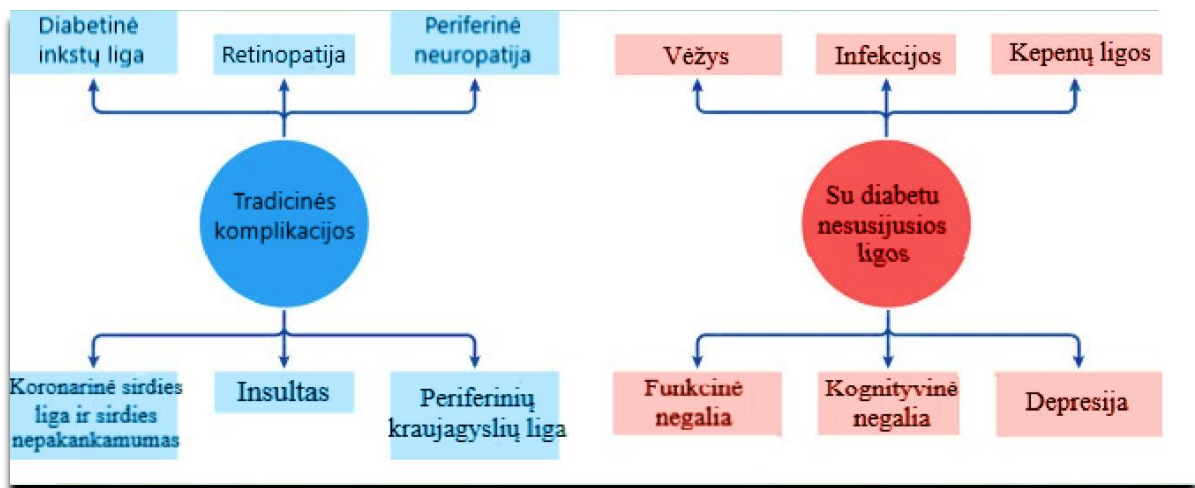 Diabetinė
inkstų liga
Retinopatija
Periferinė
neuropatija
Vėžys
Infekcijos
Kepenų ligos
Tradicinės
komplikacijos
Su diabetu
nesusijusios
ligos
Koronarinė sirdies
liga ir sirdies
nepakankamumas
Insultas
Periferinių
kraujagyslių liga
Funkcinė
negalia
Kognityvinė
negalia
Depresija